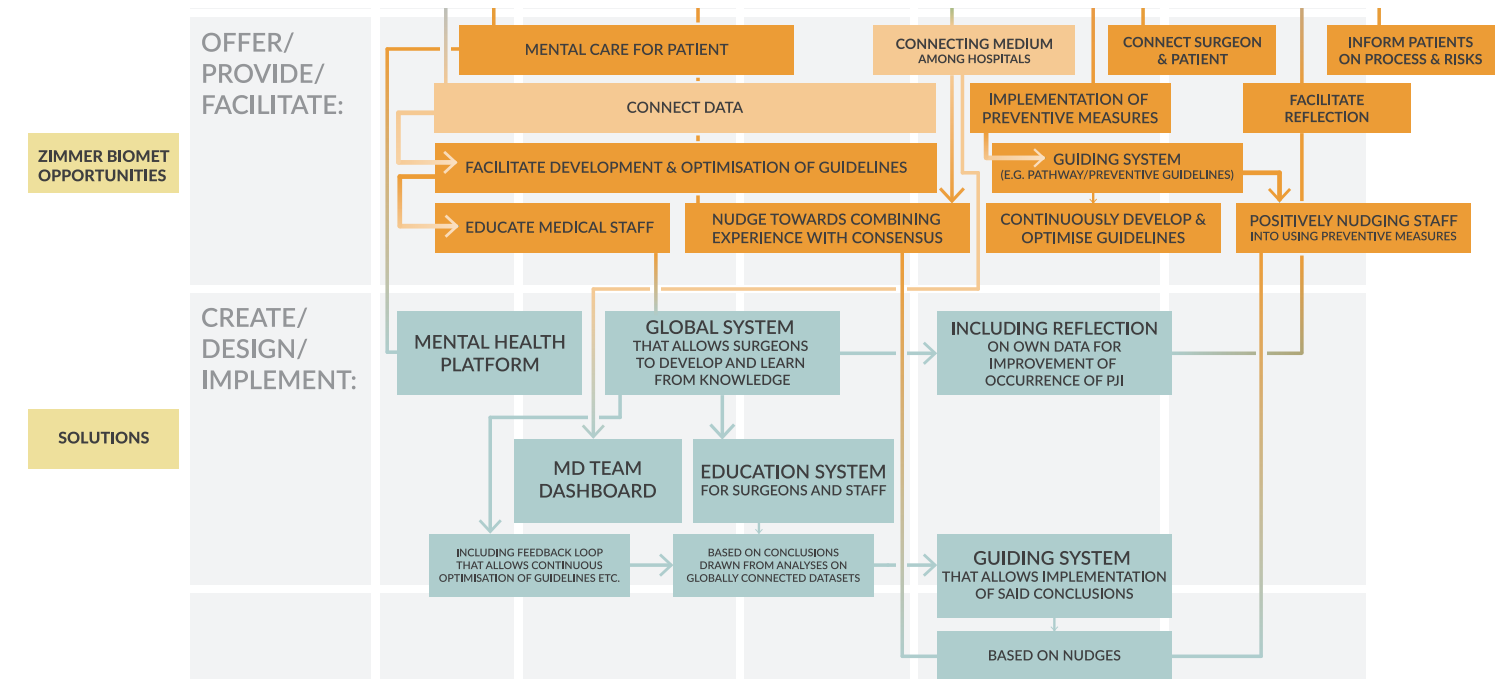 OFFER/
PROVIDE/
FACILITATE:
ZIMMER BIOMET
OPPORTUNITIES
MENTAL CARE FOR PATIENT
CONNECTING MEDIUM
AMONG HOSPITALS
CONNECT SURGEON
& PATIENT
INFORM PATIENTS
ON PROCESS & RISKS
CONNECT DATA
IMPLEMENTATION OF
PREVENTIVE MEASURES
FACILITATE
REFLECTION
FACILITATE DEVELOPMENT & OPTIMISATION OF GUIDELINES
GUIDING SYSTEM
(E.G. PATHWAY/PREVENTIVE GUIDELINES)
EDUCATE MEDICAL STAFF
NUDGE TOWARDS COMBINING
EXPERIENCE WITH CONSENSUS
CONTINUOUSLY DEVELOP &
OPTIMISE GUIDELINES
POSITIVELY NUDGING STAFF
INTO USING PREVENTIVE MEASURES
CREATE/
DESIGN/
IMPLEMENT:
SOLUTIONS
MENTAL HEALTH
PLATFORM
GLOBAL SYSTEM
THAT ALLOWS SURGEONS
TO DEVELOP AND LEARN
FROM KNOWLEDGE
INCLUDING REFLECTION
ON OWN DATA FOR
IMPROVEMENT OF
OCCURRENCE OF PJI
MD TEAM
DASHBOARD
EDUCATION SYSTEM
FOR SURGEONS AND STAFF
INCLUDING FEEDBACK LOOP
THAT ALLOWS CONTINUOUS
OPTIMISATION OF GUIDELINES ETC.
BASED ON CONCLUSIONS
DRAWN FROM ANALYSES ON
GLOBALLY CONNECTED DATASETS
GUIDING SYSTEM
THAT ALLOWS IMPLEMENTATION
OF SAID CONCLUSIONS
BASED ON NUDGES